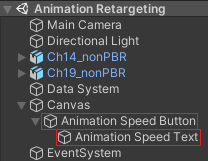 Animation Retargeting
Main Camera
Directional Light
Ch14_nonPBR
Ch19_nonPBR
Data System
Canvas
Animation Speed Button
Animation Speed Text
EventSystem